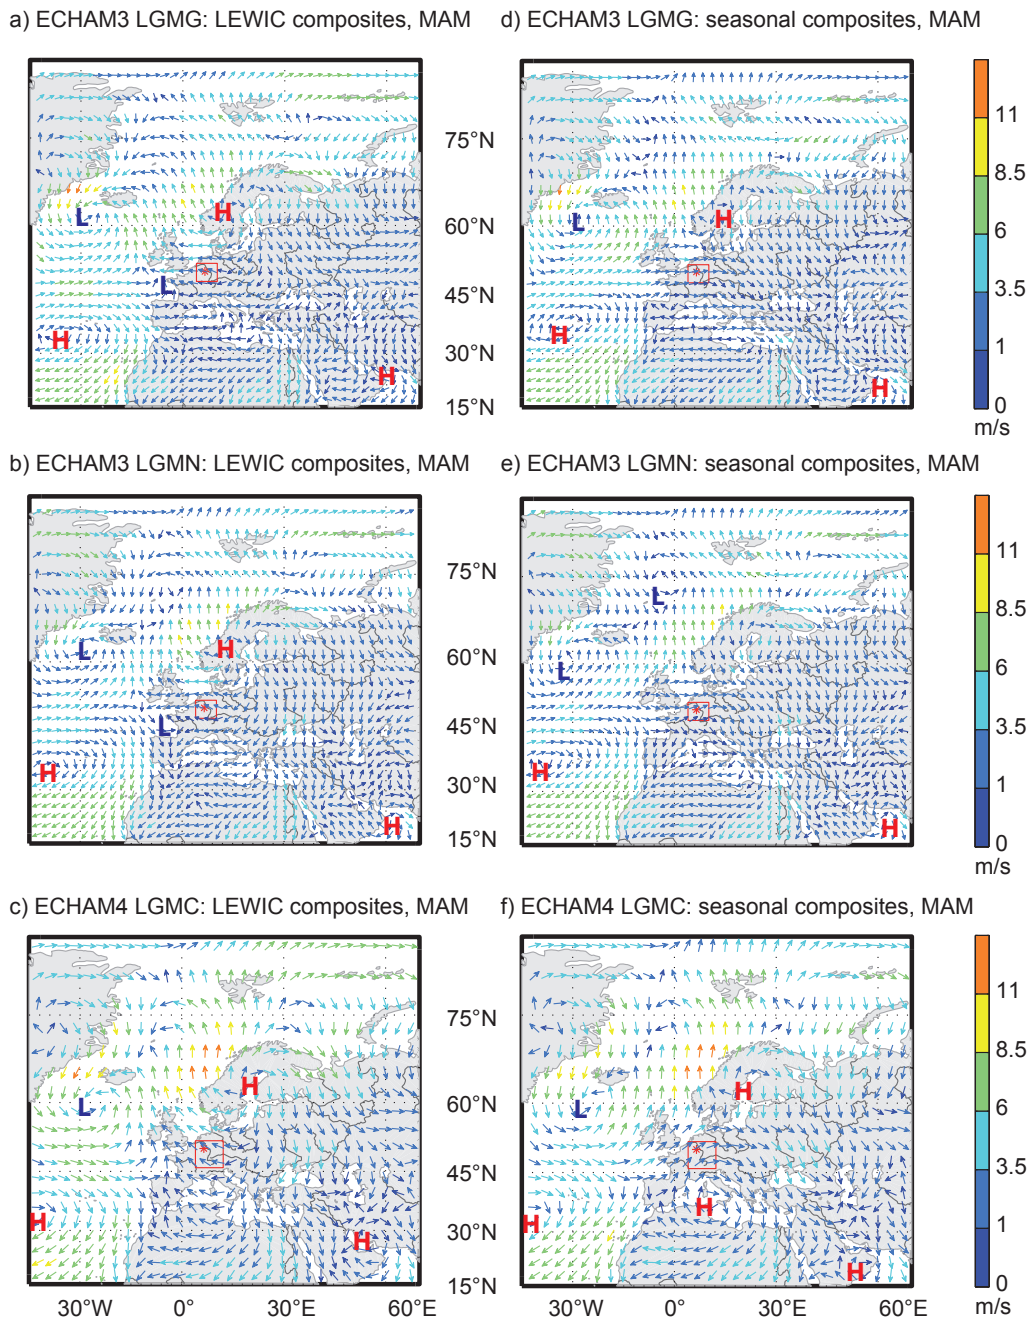 a) ECHAM3 LGMG: LEWIC composites, MAM
d) ECHAM3 LGMG: seasonal composites, MAM
75°N
60°N
45°N
30°N
15°N
L
H
L
H
H
H
L
H
H
11
8.5
6
3.5
1
0
m/s
b) ECHAM3 LGMN: LEWIC composites, MAM
e) ECHAM3 LGMN: seasonal composites, MAM
75°N
60°N
45°N
30°N
15°N
L
H
L
H
H
L
L
H
H
11
8.5
6
3.5
1
0
m/s
c) ECHAM4 LGMC: LEWIC composites, MAM
f) ECHAM4 LGMC: seasonal composites, MAM
75°N
60°N
45°N
30°N
15°N
H
L
H
H
H
L
H
H
H
11
8.5
6
3.5
1
0
m/s
30°W 0° 30°E 60°E
30°W 0° 30°E 60°E